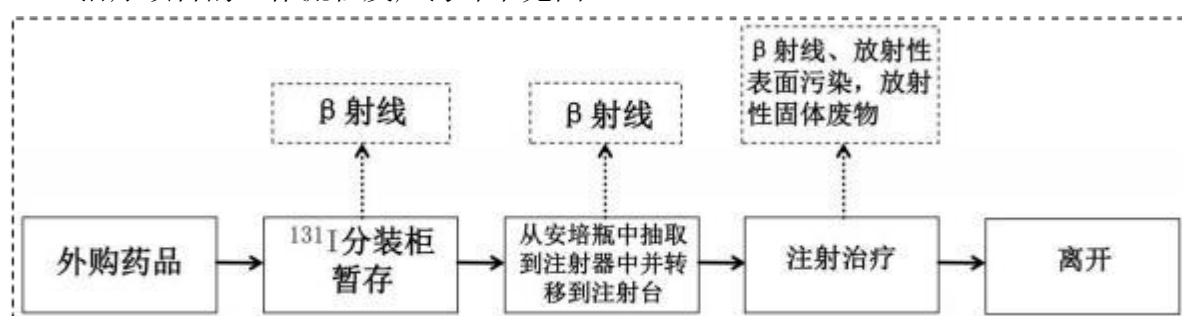 β射线
β射线
β射线、放射性
表面污染，放射
性固体废物
外购药品
¹³¹I分装柜
暂存
从安培瓶中抽取
到注射器中并转
移到注射台
注射治疗
离开